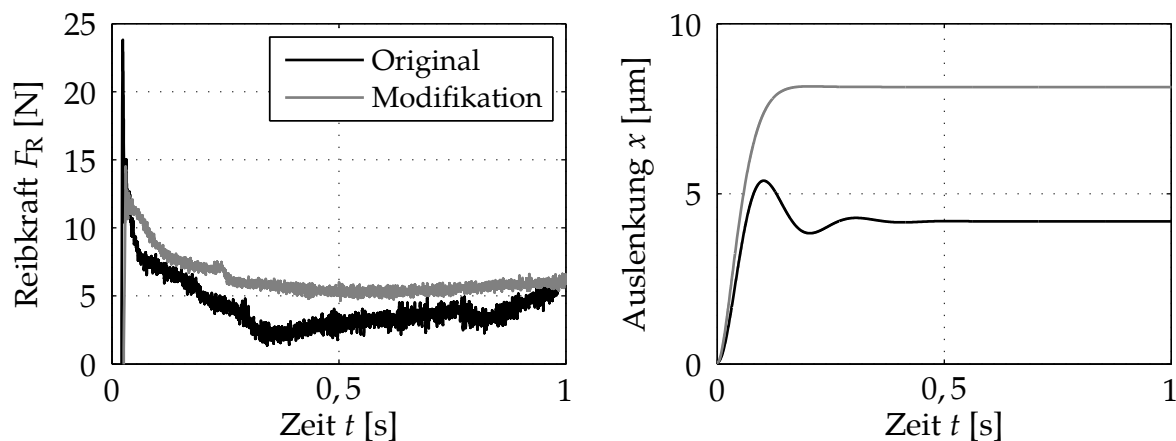 Reibkraft F_R [N]
25
20
15
10
5
0
Original
Modifikation
0
0,5
1
Zeit t [s]
Auslenkung x [µm]
10
5
0
0
0,5
1
Zeit t [s]